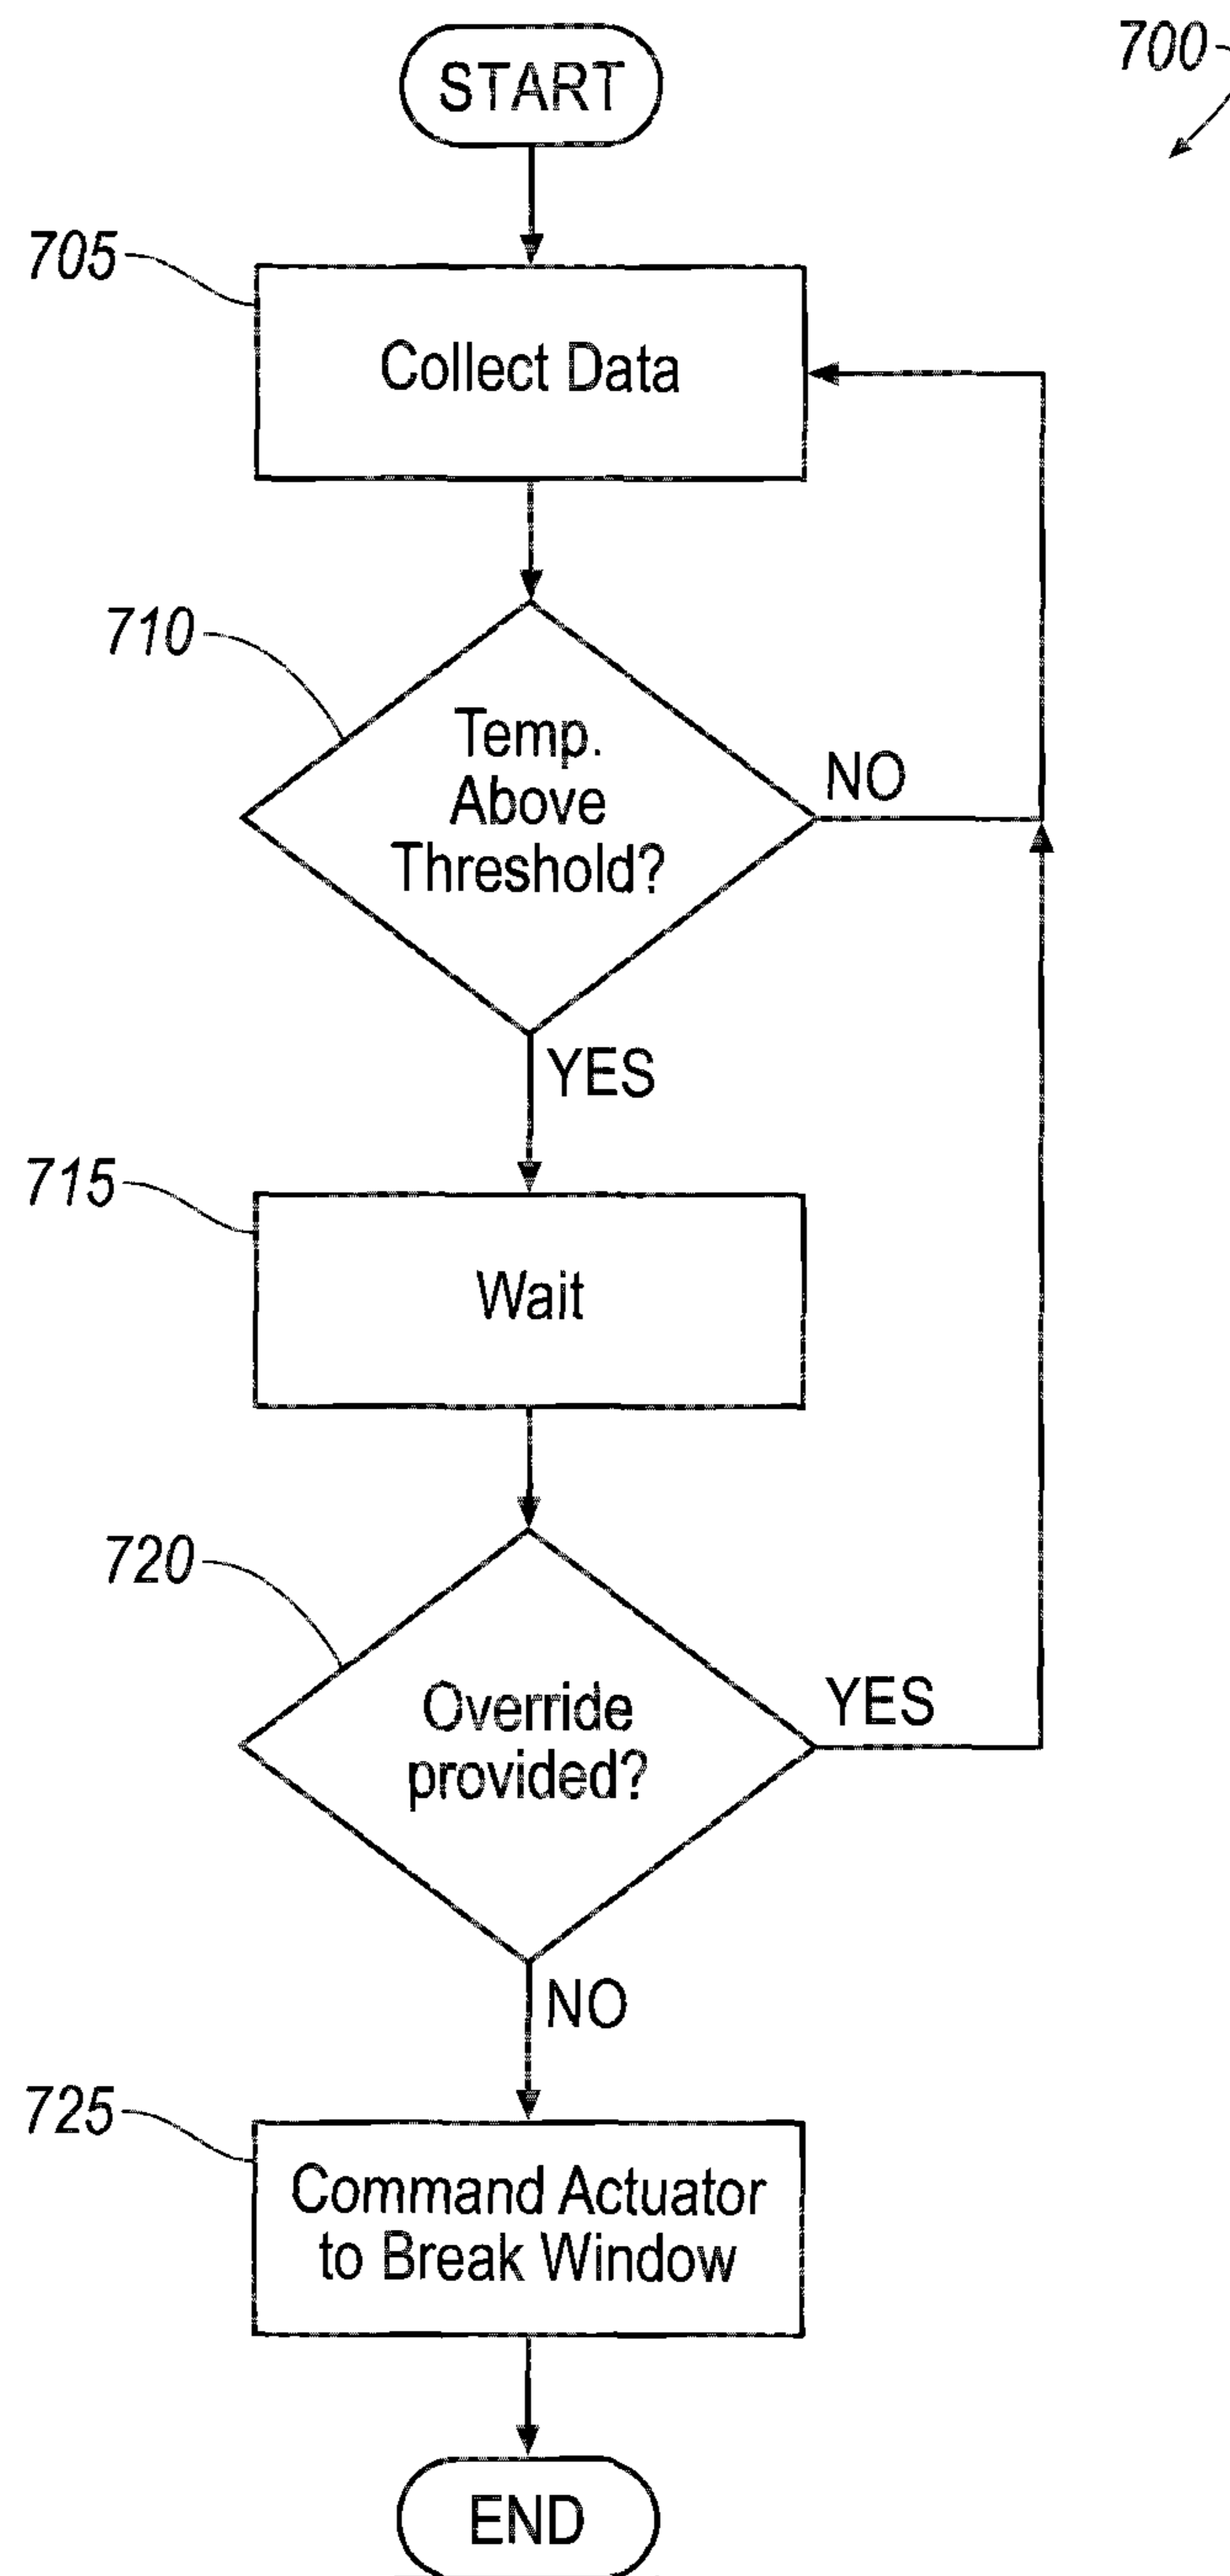 START
700
705
Collect Data
710
Temp.
Above
Threshold?
NO
YES
715
Wait
720
Override
provided?
YES
NO
725
Command Actuator
to Break Window
END